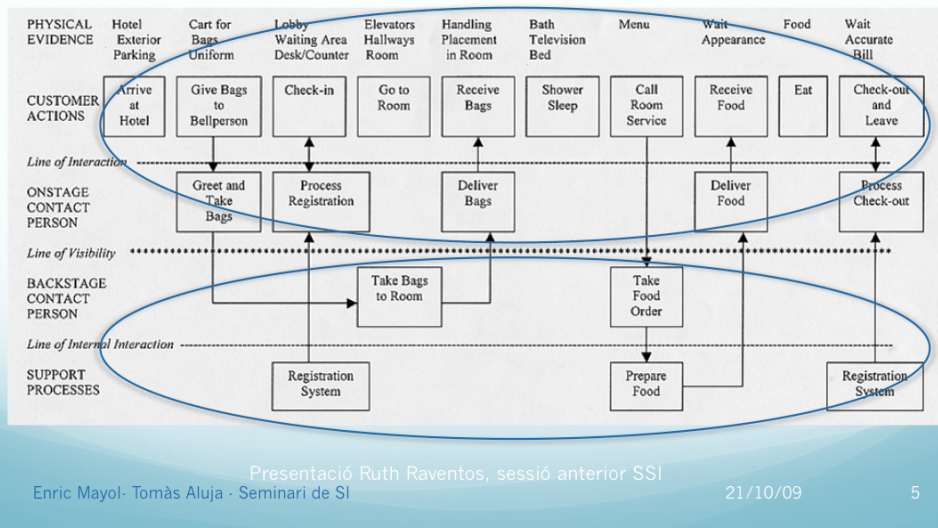 PHYSICAL
EVIDENCE
Hotel
Exterior
Parking
Cart for
Bags
Uniform
Lobby
Waiting Area
Desk/Counter
Elevators
Hallways
Room
Handling
Placement
in Room
Bath
Television
Bed
Menu
Wait
Appearance
Food
Wait
Accurate
Bill
CUSTOMER
ACTIONS
Arrive
at
Hotel
Give Bags
to
Bellperson
Check-in
Go to
Room
Receive
Bags
Shower
Sleep
Call
Room
Service
Receive
Food
Eat
Check-out
and
Leave
Line of Interaction
ONSTAGE
CONTACT
PERSON
Greet and
Take
Bags
Process
Registration
Deliver
Bags
Deliver
Food
Process
Check-out
Line of Visibility
BACKSTAGE
CONTACT
PERSON
Take Bags
to Room
Take
Food
Order
Line of Internal Interaction
SUPPORT
PROCESSES
Registration
System
Prepare
Food
Registration
System
Presentació Ruth Raventos, sessió anterior SSI
Enric Mayol- Tomàs Aluja - Seminari de SI
21/10/09
5